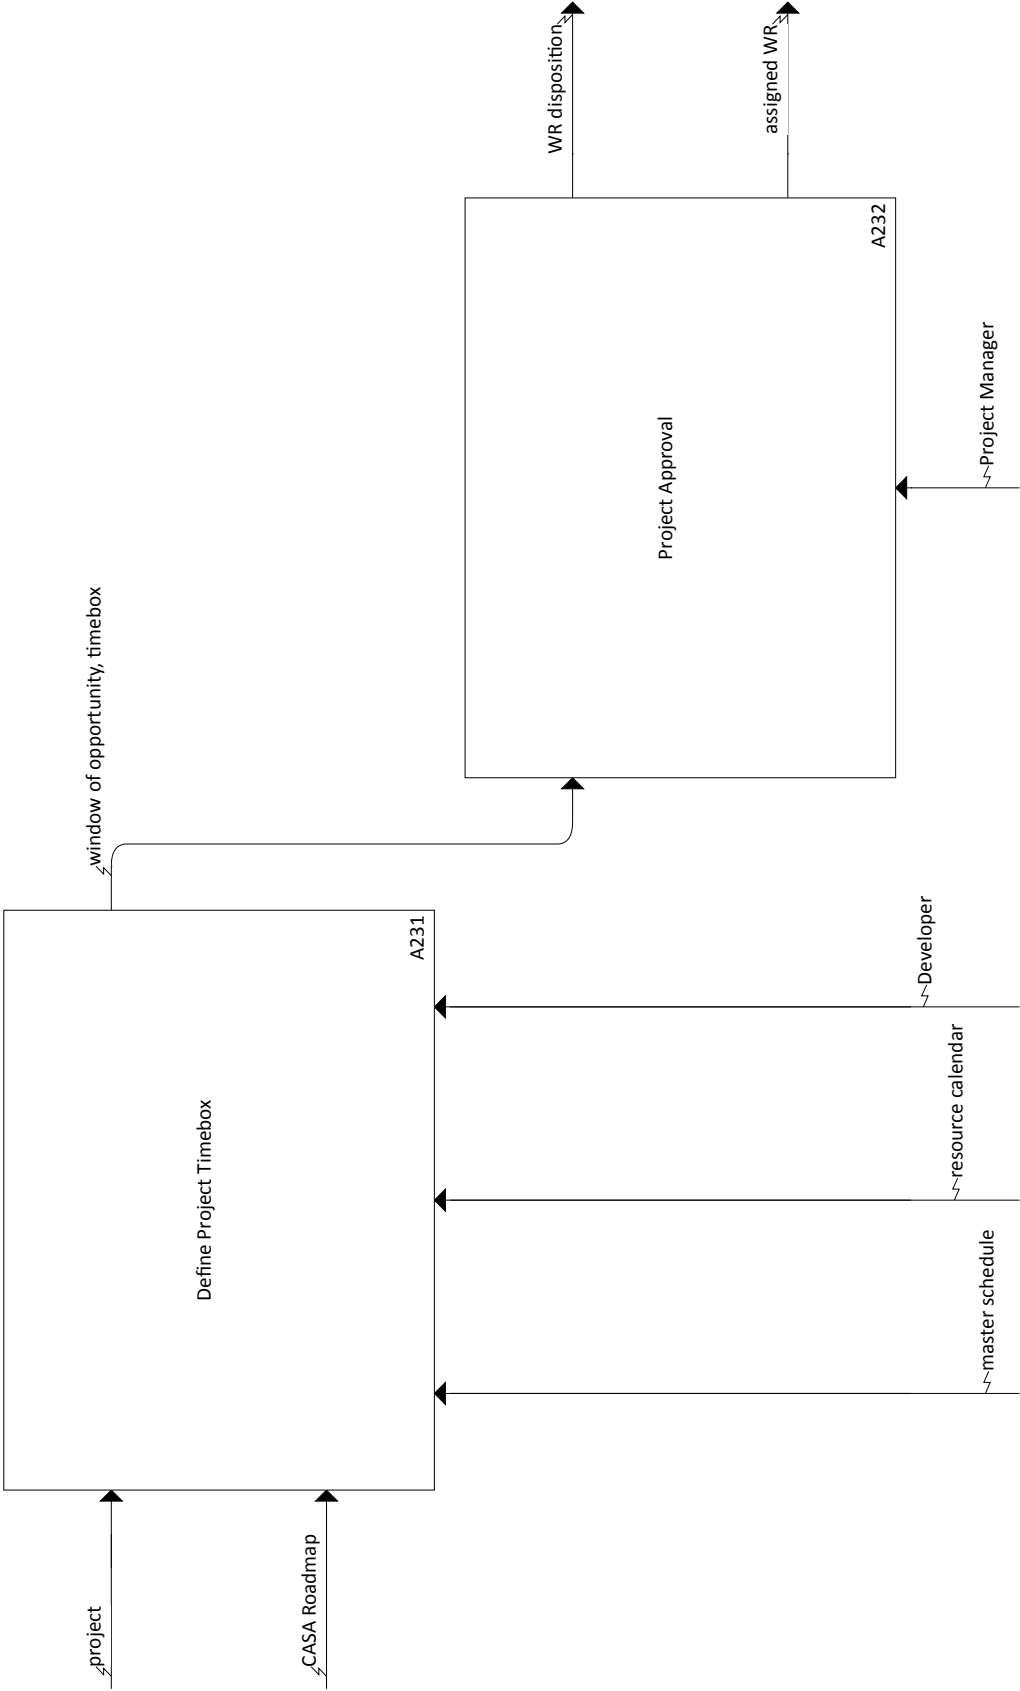 project
CASA Roadmap
Define Project Timebox
A231
master schedule
resource calendar
Developer
window of opportunity, timebox
Project Approval
A232
Project Manager
WR disposition
assigned WR